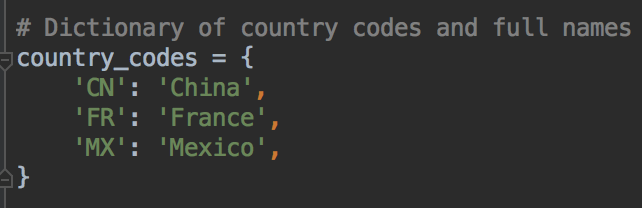 # Dictionary of country codes and full names
country_codes = {
    'CN': 'China',
    'FR': 'France',
    'MX': 'Mexico',
}